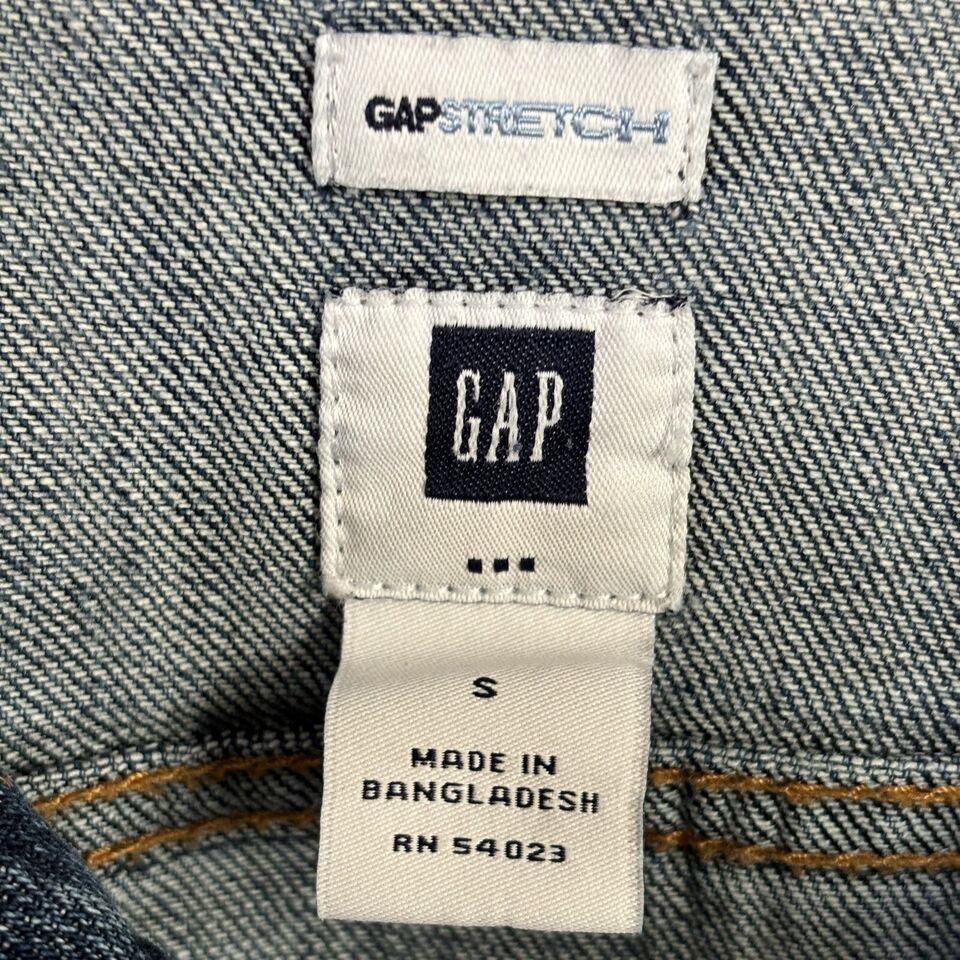 GAPSTRETCH
GAP
S
MADE IN
BANGLADESH
RN 54023